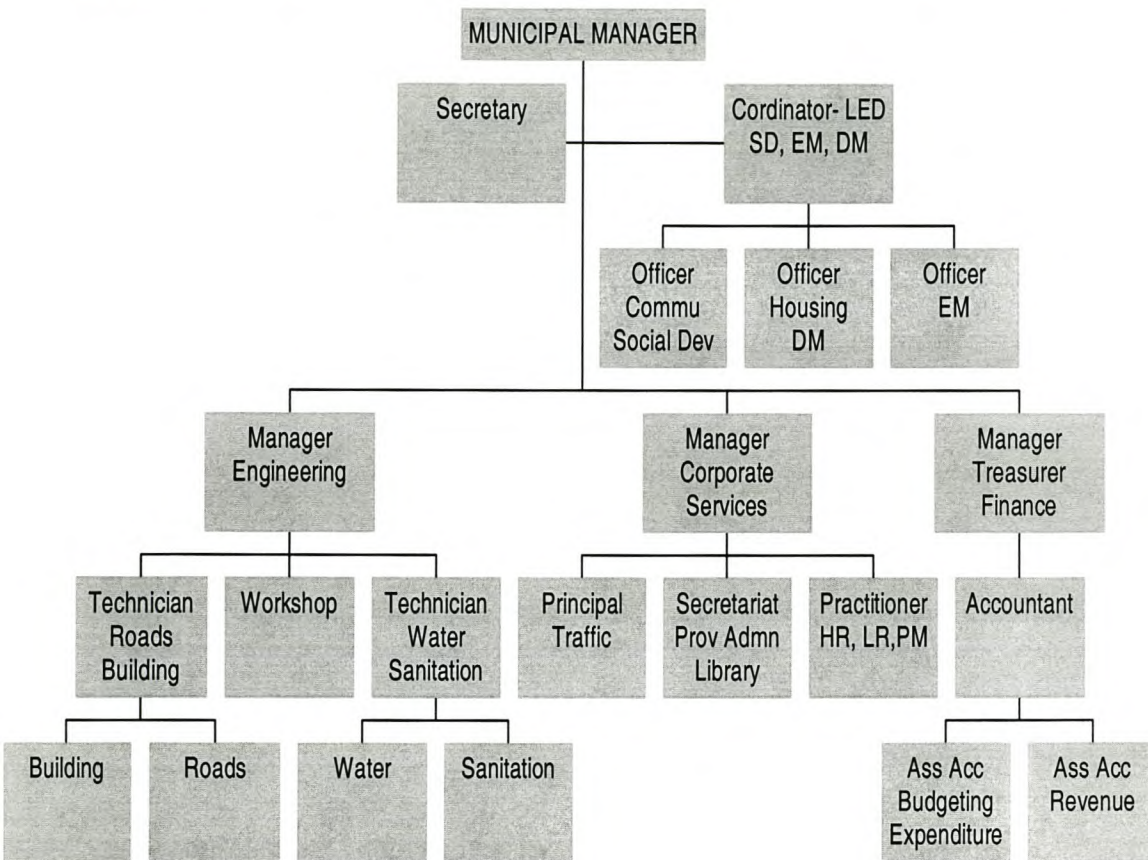 MUNICIPAL MANAGER
Secretary
Cordinator- LED
SD, EM, DM
Officer
Commu
Social Dev
Officer
Housing
DM
Officer
EM
Manager
Engineering
Manager
Corporate
Services
Manager
Treasurer
Finance
Technician
Roads
Building
Workshop
Technician
Water
Sanitation
Principal
Traffic
Secretariat
Prov Admn
Library
Practitioner
HR, LR,PM
Accountant
Building
Roads
Water
Sanitation
Ass Acc
Budgeting
Expenditure
Ass Acc
Revenue